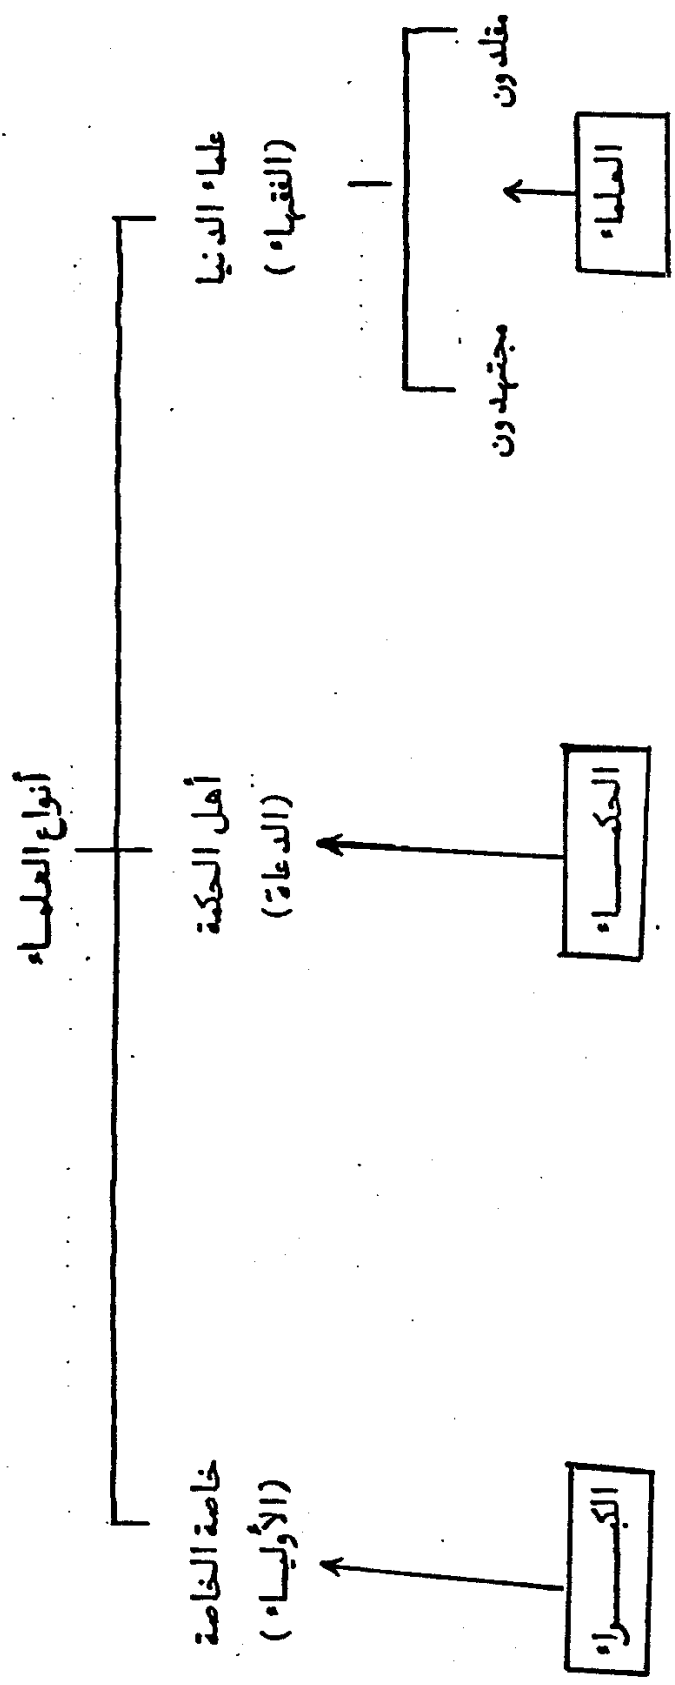 أنواع العلماء
علماء الدنيا
(الفقهاء)
مقلدون
مجتهدون
العلماء
أهل الحكمة
(الدعاة)
الحكماء
خاصة الخاصة
(الأولياء)
الكبراء